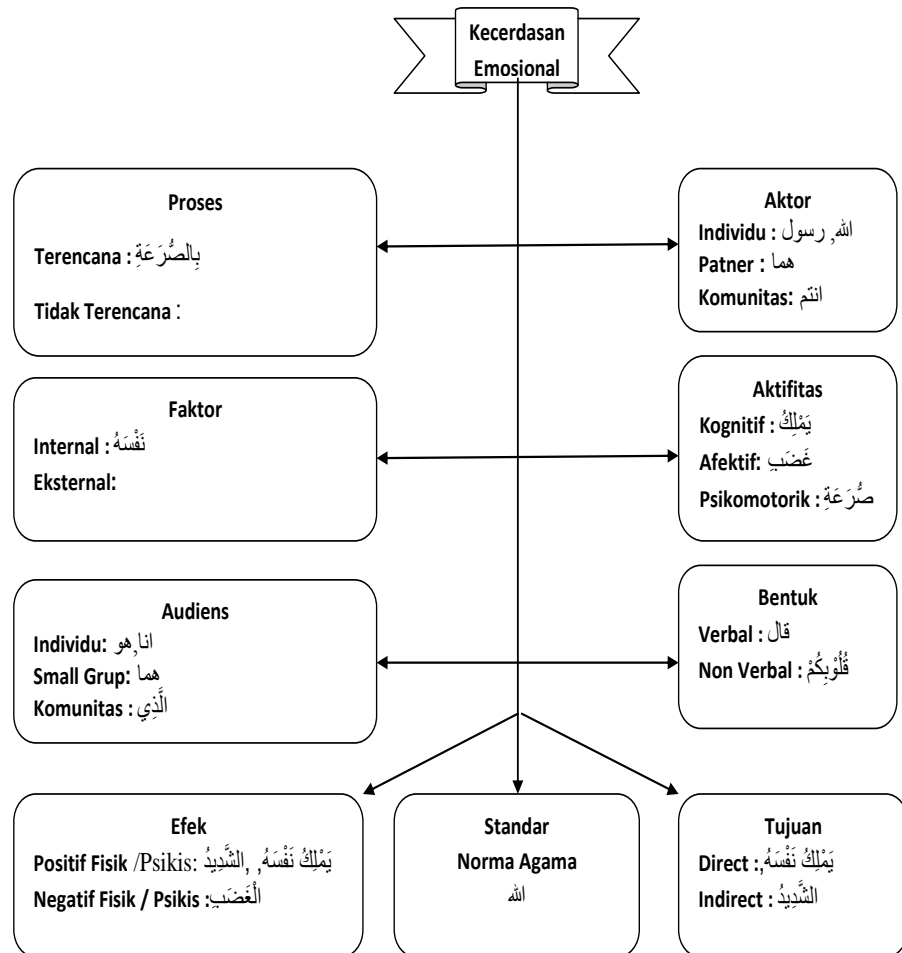 Kecerdasan
Emosional
Proses
Terencana : بِالصُّرَعَةِ
Tidak Terencana :
Aktor
Individu : الله, رسول
Patner : هما
Komunitas: انتم
Faktor
Internal : نَفْسَهُ
Eksternal:
Aktifitas
Kognitif : يَمْلِكُ
Afektif: غَضَبِ
Psikomotorik : صُّرَعَةِ
Audiens
Individu: انا,هو
Small Grup: هما
Komunitas : الَّذِي
Bentuk
Verbal : قال
Non Verbal : قُلُوْبِكُمْ
Efek
Positif Fisik /Psikis: يَمْلِكُ نَفْسَهُ, ,الشَّدِيدُ
Negatif Fisik / Psikis :الْغَضَبِ
Standar
Norma Agama
الله
Tujuan
Direct :,يَمْلِكُ نَفْسَهُ
Indirect : الشَّدِيدُ